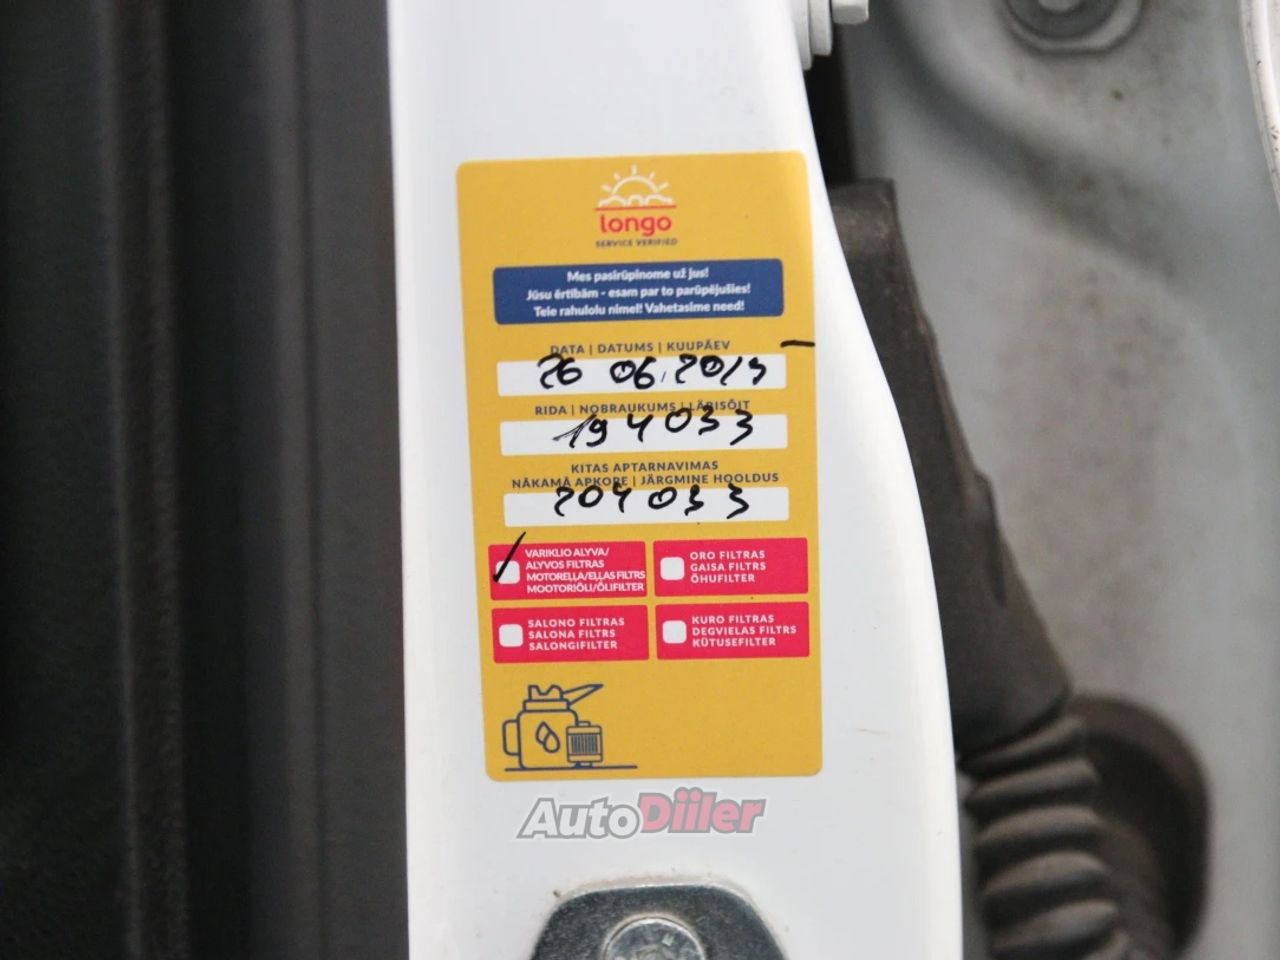 longo
SERVICE VERIFIED
Mes pasirūpinome už jus!
Jūsu ērtībām - esam par to parūpējušies!
Teie rahulolu nimel! Vahetasime need!
DATA | DATUMS | KUUPÄEV
26 06.2013
RIDA | NOBRAUKUMS | LÄBISÕIT
194033
KITAS APTARNAVIMAS
NĀKAMĀ APKOPE | JÄRGMINE HOOLDUS
204033
VARIKLIO ALYVA/
ALYVOS FILTRAS
MOTOREĻĻA/EĻĻAS FILTRS
MOOTORIÕLI/ÕLIFILTER
ORO FILTRAS
GAISA FILTRS
ÕHUFILTER
SALONO FILTRAS
SALONA FILTRS
SALONGIFILTER
KURO FILTRAS
DEGVIELAS FILTRS
KÜTUSEFILTER
AutoDiiler